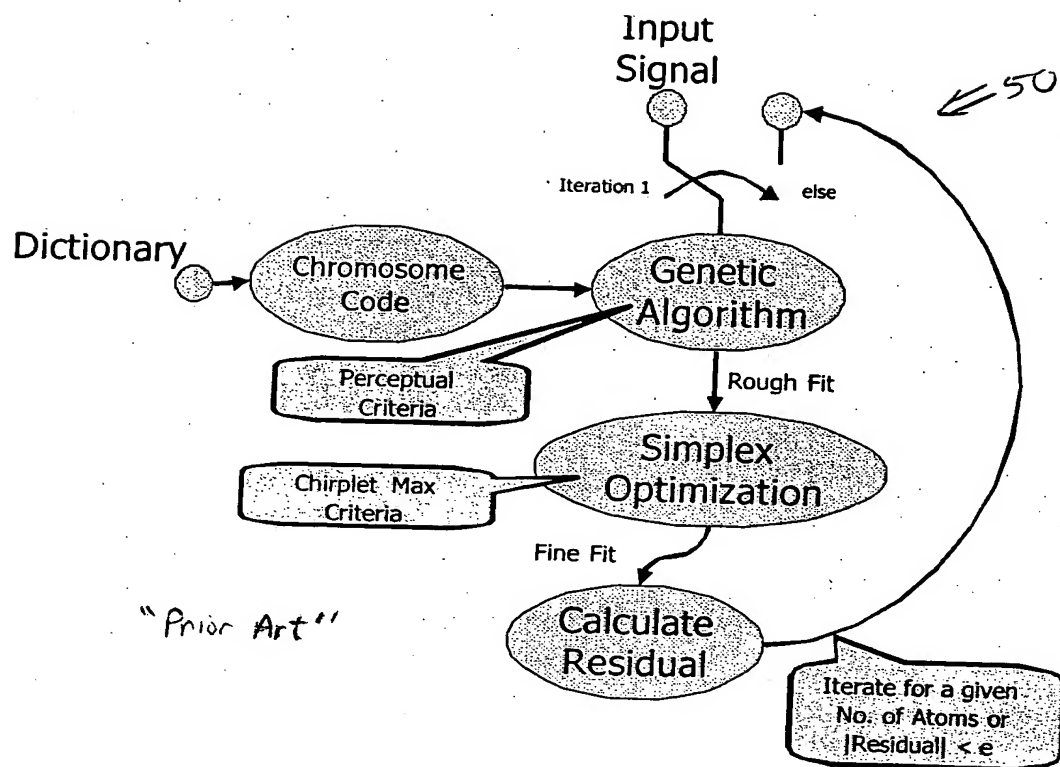 Input
Signal
50
Iteration 1
else
Dictionary
Chromosome
Code
Genetic
Algorithm
Perceptual
Criteria
Rough Fit
Simplex
Optimization
Chirplet Max
Criteria
Fine Fit
"Prior Art"
Calculate
Residual
Iterate for a given
No. of Atoms or
|Residual| < e